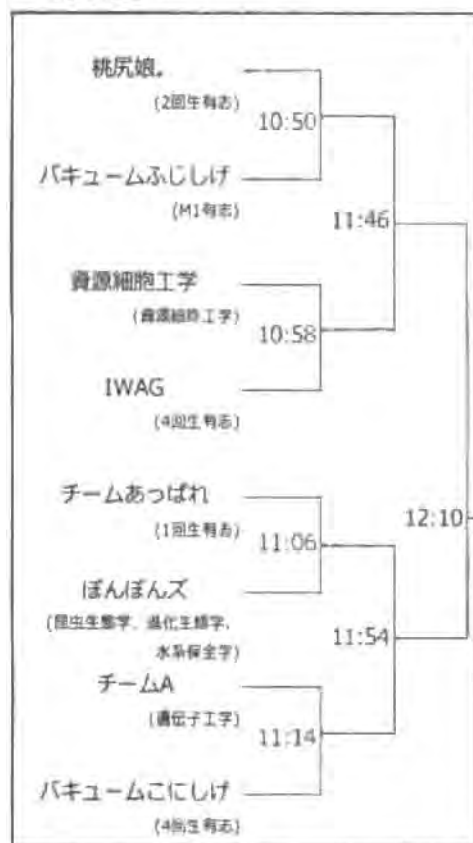 桃尻娘。
(2回生有志)
10:50
バキュームふじしげ
(M1有志)
11:46
資源細胞工学
(資源細胞工学)
10:58
IWAG
(4回生有志)
チームあっぱれ
(1回生有志)
12:10
11:06
ぽんぽんズ
(昆虫生態学、進化生態学、
11:54
水系保全学)
チームA
(遺伝子工学)
11:14
バキュームこにしげ
(4回生有志)